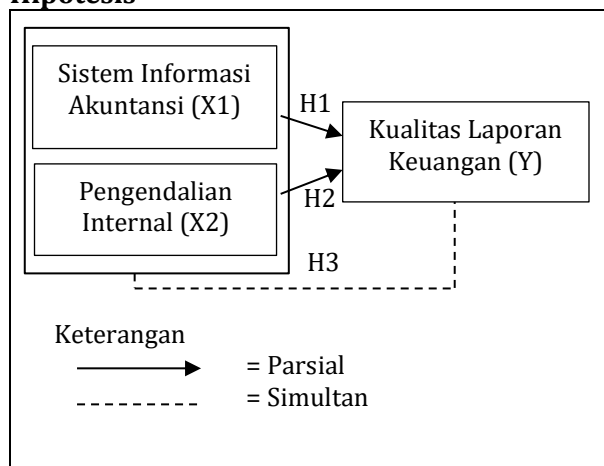 Hipotesis
Sistem Informasi
Akuntansi (X1)
H1
Kualitas Laporan
Keuangan (Y)
Pengendalian
Internal (X2)
H2
H3
Keterangan
= Parsial
= Simultan